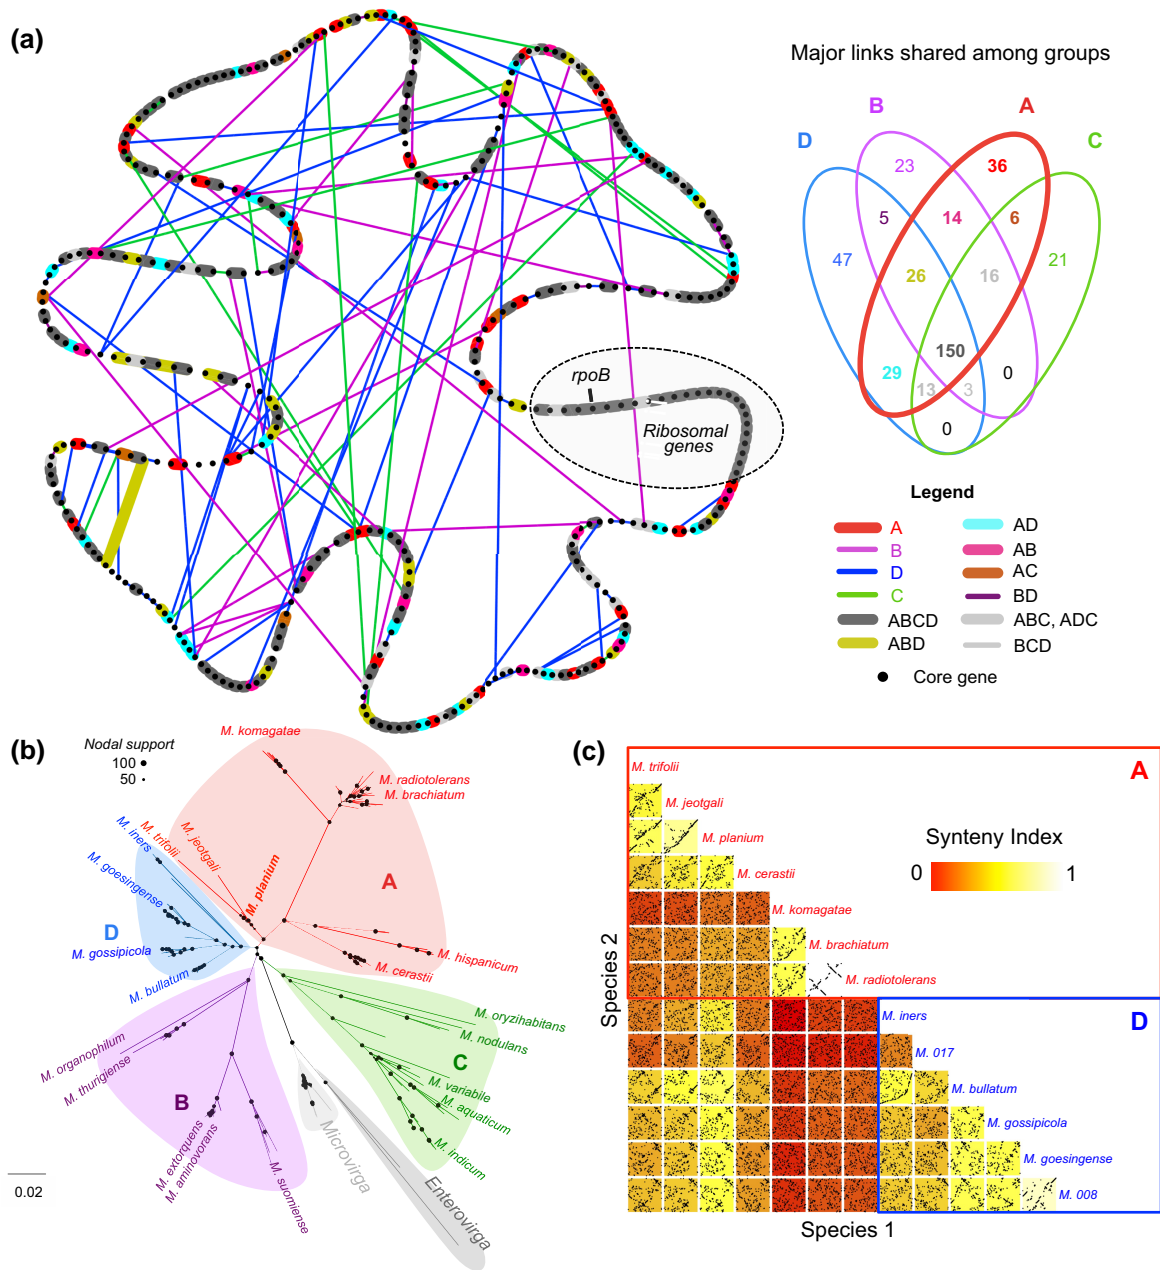 (a)
Major links shared among groups
D
B
A
C
23
36
5
14
6
47
26
16
21
150
29
13
3
0
0
rpoB
Ribosomal
genes
Legend
A
B
D
C
ABCD
ABD
AD
AB
AC
BD
ABC, ADC
BCD
Core gene
(b)
Nodal support
100
50
M. komagatae
M. radiotolerans
M. brachiatum
M. iners
M. trifolii
M. jeotgali
M. planium
M. goesingense
A
D
M. gossipicola
M. bullatum
M. hispanicum
M. cerastii
M. oryzihabitans
M. nodulans
C
M. variabile
M. aquaticum
M. indicum
M. organophilum
M. thurigiense
B
M. extorquens
M. aminovorans
M. suomiense
Microvirga
Enterovirga
0.02
(c)
A
M. trifolii
M. jeotgali
M. planium
M. cerastii
M. komagatae
M. brachiatum
M. radiotolerans
Synteny Index
0
1
D
M. iners
M. 017
M. bullatum
M. gossipicola
M. goesingense
M. 008
Species 2
Species 1